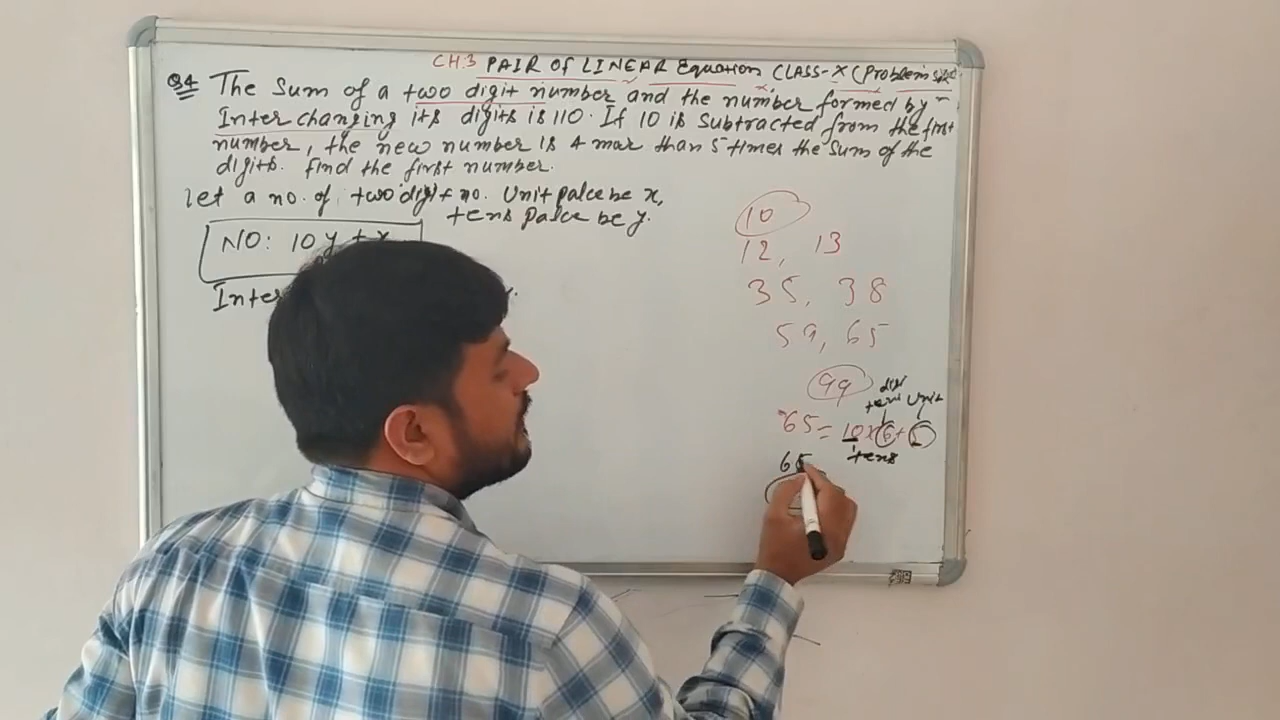 CH:3 PAIR OF LINEAR Equation CLASS-X (Problem
Q4 The Sum of a two digit number and the number formed by
Inter changing its digits is 110. If 10 is Subtracted from the first
number, the new number is 4 mar than 5 times the Sum of the
digits. Find the first number.
let a no. of two digit no. Unit palce be x,
tens palce be y.
NO: 10y + x
Inter
10
12, 13
35, 38
59, 65
99
tens Unit
65 = 10x6+5
tens
65